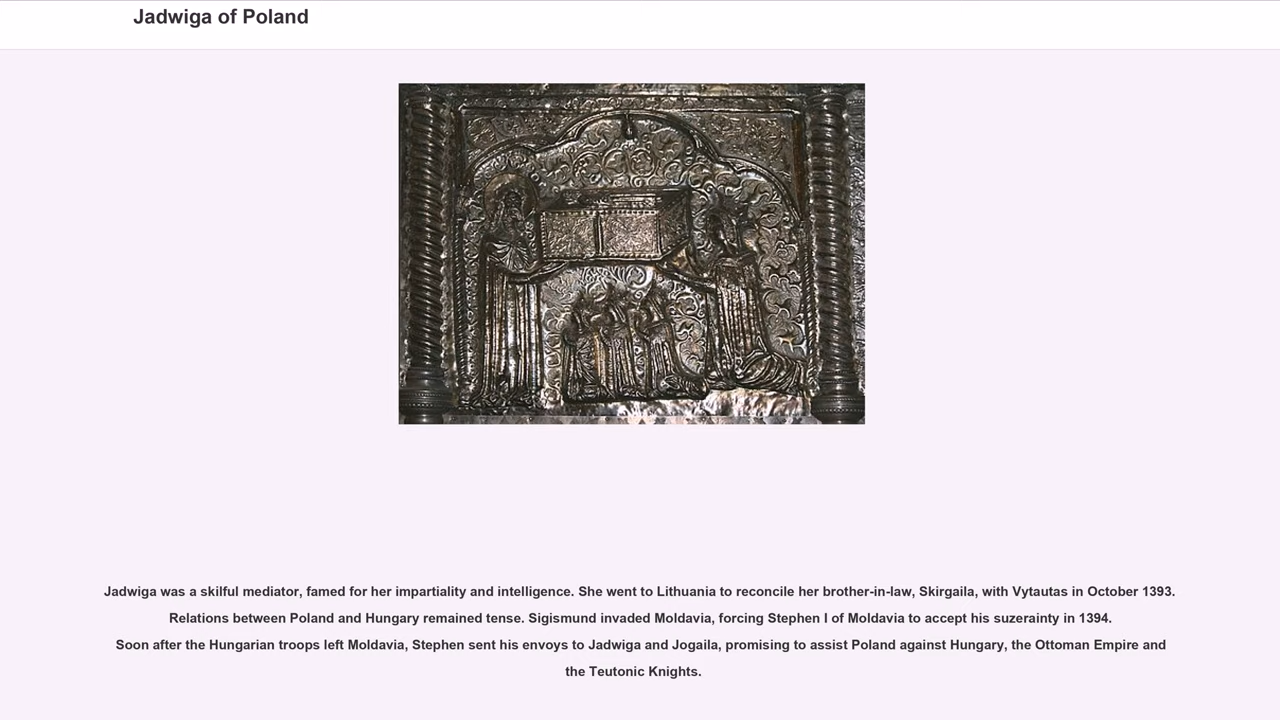 Jadwiga of Poland
Jadwiga was a skilful mediator, famed for her impartiality and intelligence. She went to Lithuania to reconcile her brother-in-law, Skirgaila, with Vytautas in October 1393.
Relations between Poland and Hungary remained tense. Sigismund invaded Moldavia, forcing Stephen I of Moldavia to accept his suzerainty in 1394.
Soon after the Hungarian troops left Moldavia, Stephen sent his envoys to Jadwiga and Jogaila, promising to assist Poland against Hungary, the Ottoman Empire and
the Teutonic Knights.